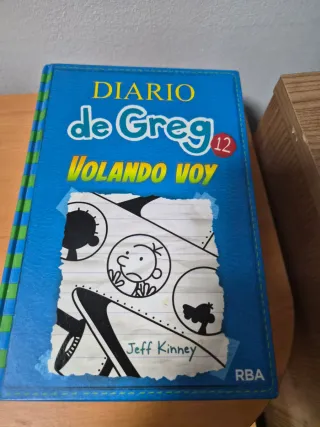 DIARIO
de Greg
12
VOLANDO VOY
Jeff Kinney
RBA